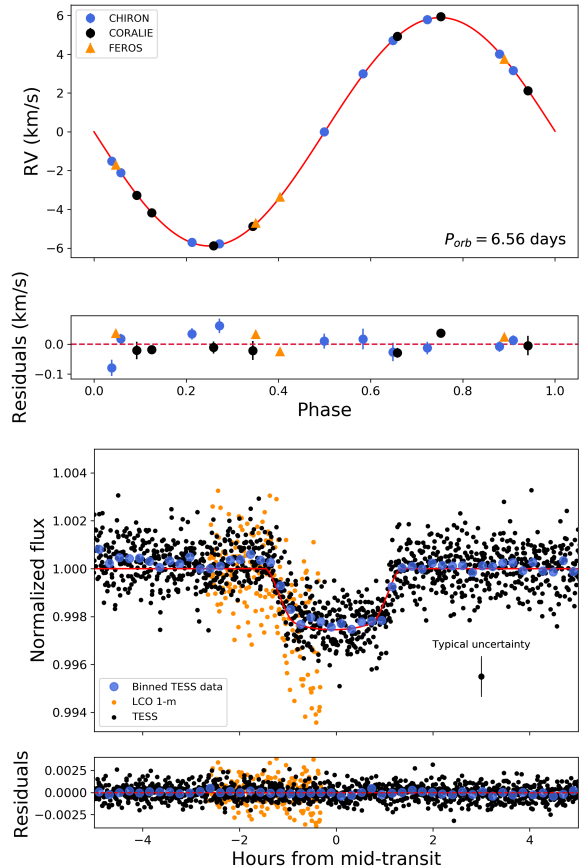 CHIRON
CORALIE
FEROS
6
4
2
0
−2
−4
−6
RV (km/s)
P_orb = 6.56 days
0.0
−0.1
Residuals (km/s)
0.0 0.2 0.4 0.6 0.8 1.0
Phase
1.004
1.002
1.000
0.998
0.996
0.994
Normalized flux
Typical uncertainty
Binned TESS data
LCO 1-m
TESS
0.0025
0.0000
−0.0025
Residuals
−4 −2 0 2 4
Hours from mid-transit